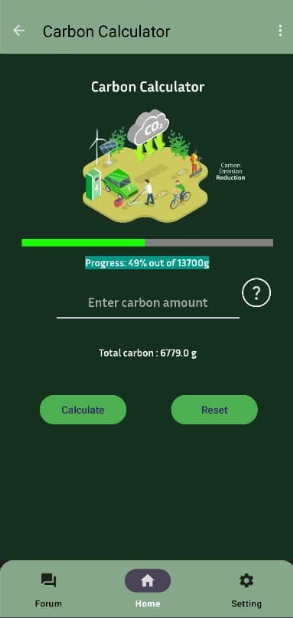 Carbon Calculator
Carbon Calculator
CO₂
Carbon
Emission
Reduction
Progress: 49% out of 13700g
Enter carbon amount
?
Total carbon : 6779.0 g
Calculate
Reset
Forum
Home
Setting